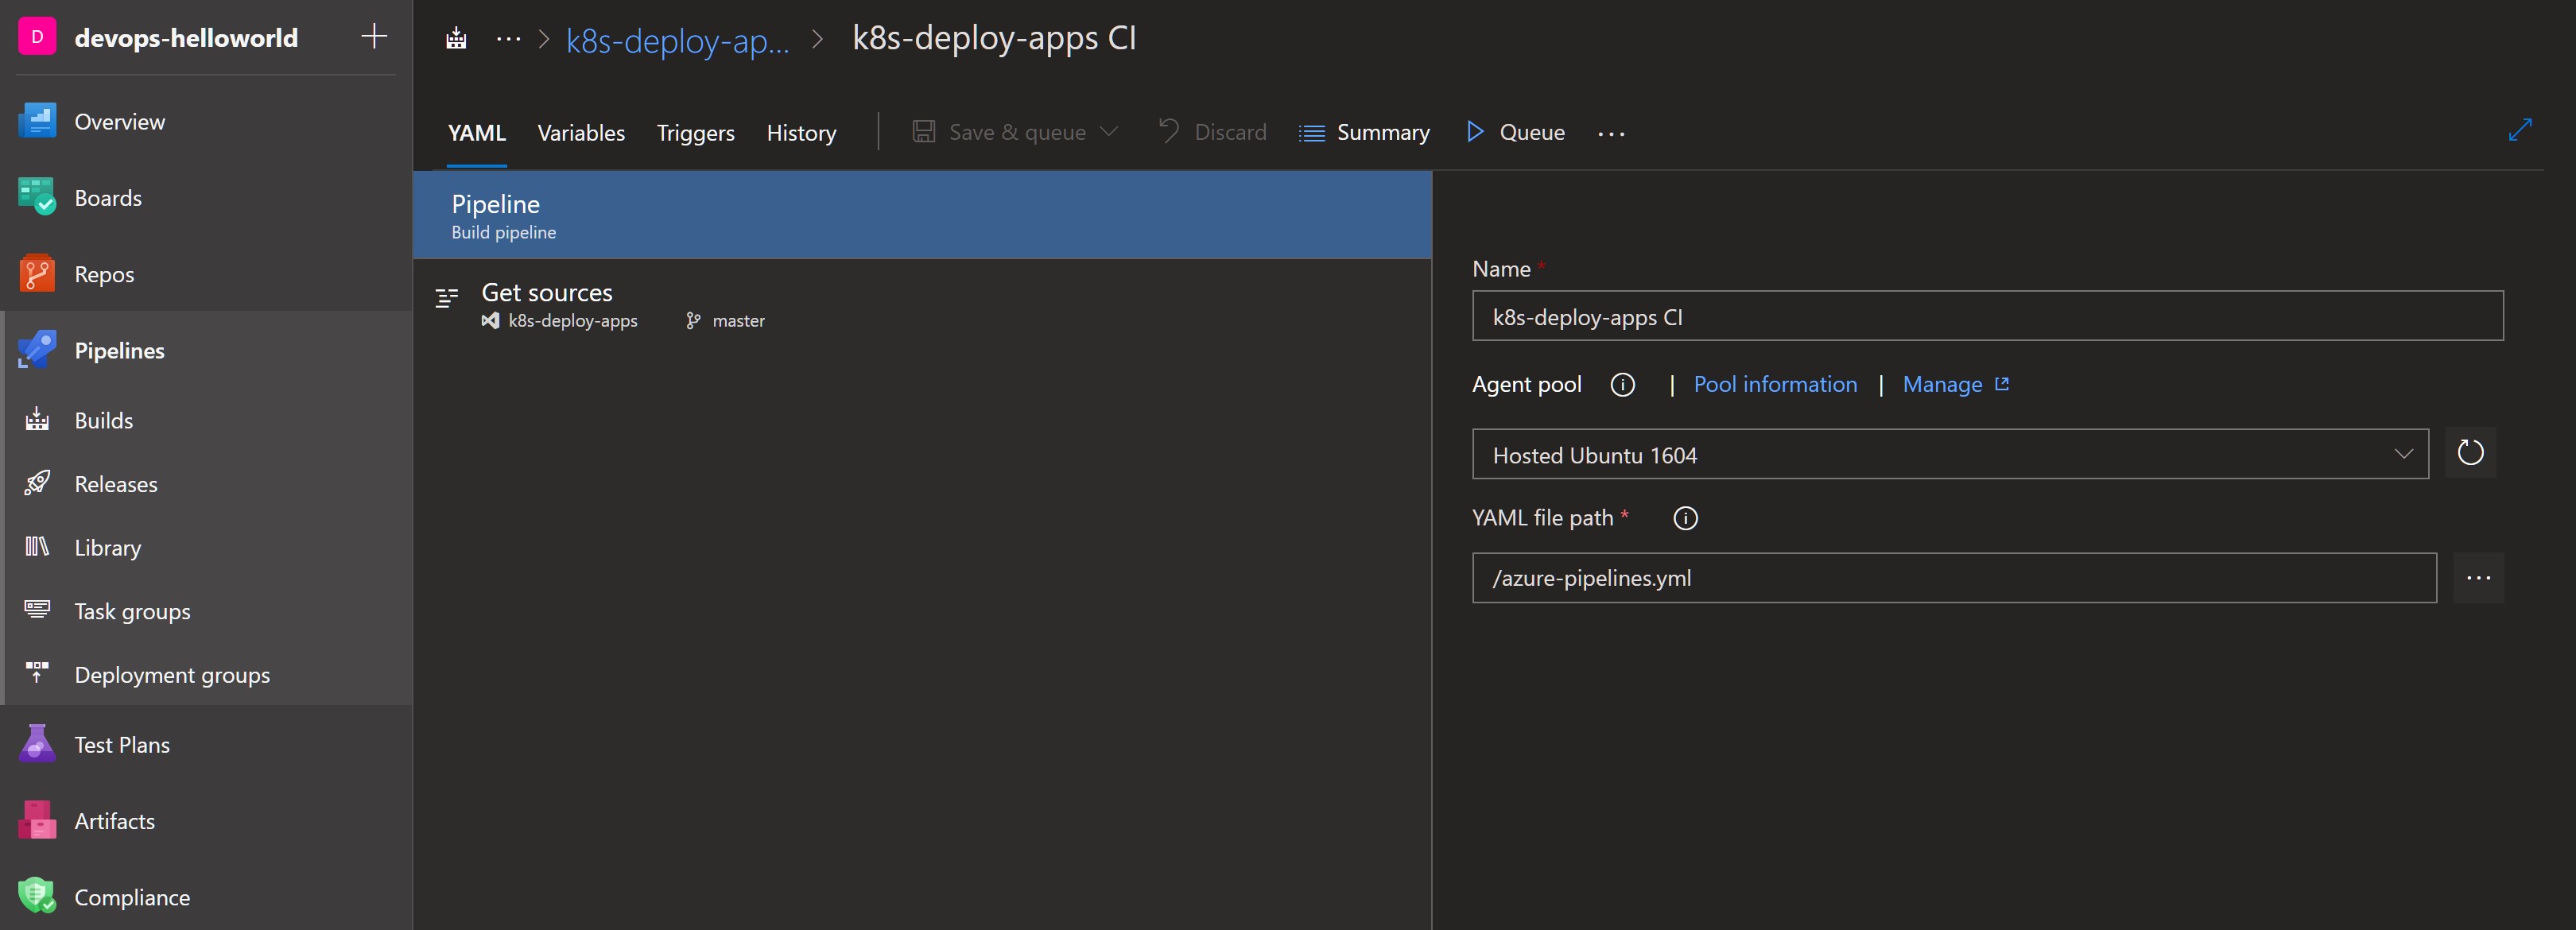 D devops-helloworld
Overview
Boards
Repos
Pipelines
Builds
Releases
Library
Task groups
Deployment groups
Test Plans
Artifacts
Compliance
... > k8s-deploy-ap... > k8s-deploy-apps CI
YAML Variables Triggers History Save & queue Discard Summary Queue ...
Pipeline
Build pipeline
Get sources
k8s-deploy-apps master
Name *
k8s-deploy-apps CI
Agent pool | Pool information | Manage
Hosted Ubuntu 1604
YAML file path *
/azure-pipelines.yml ...